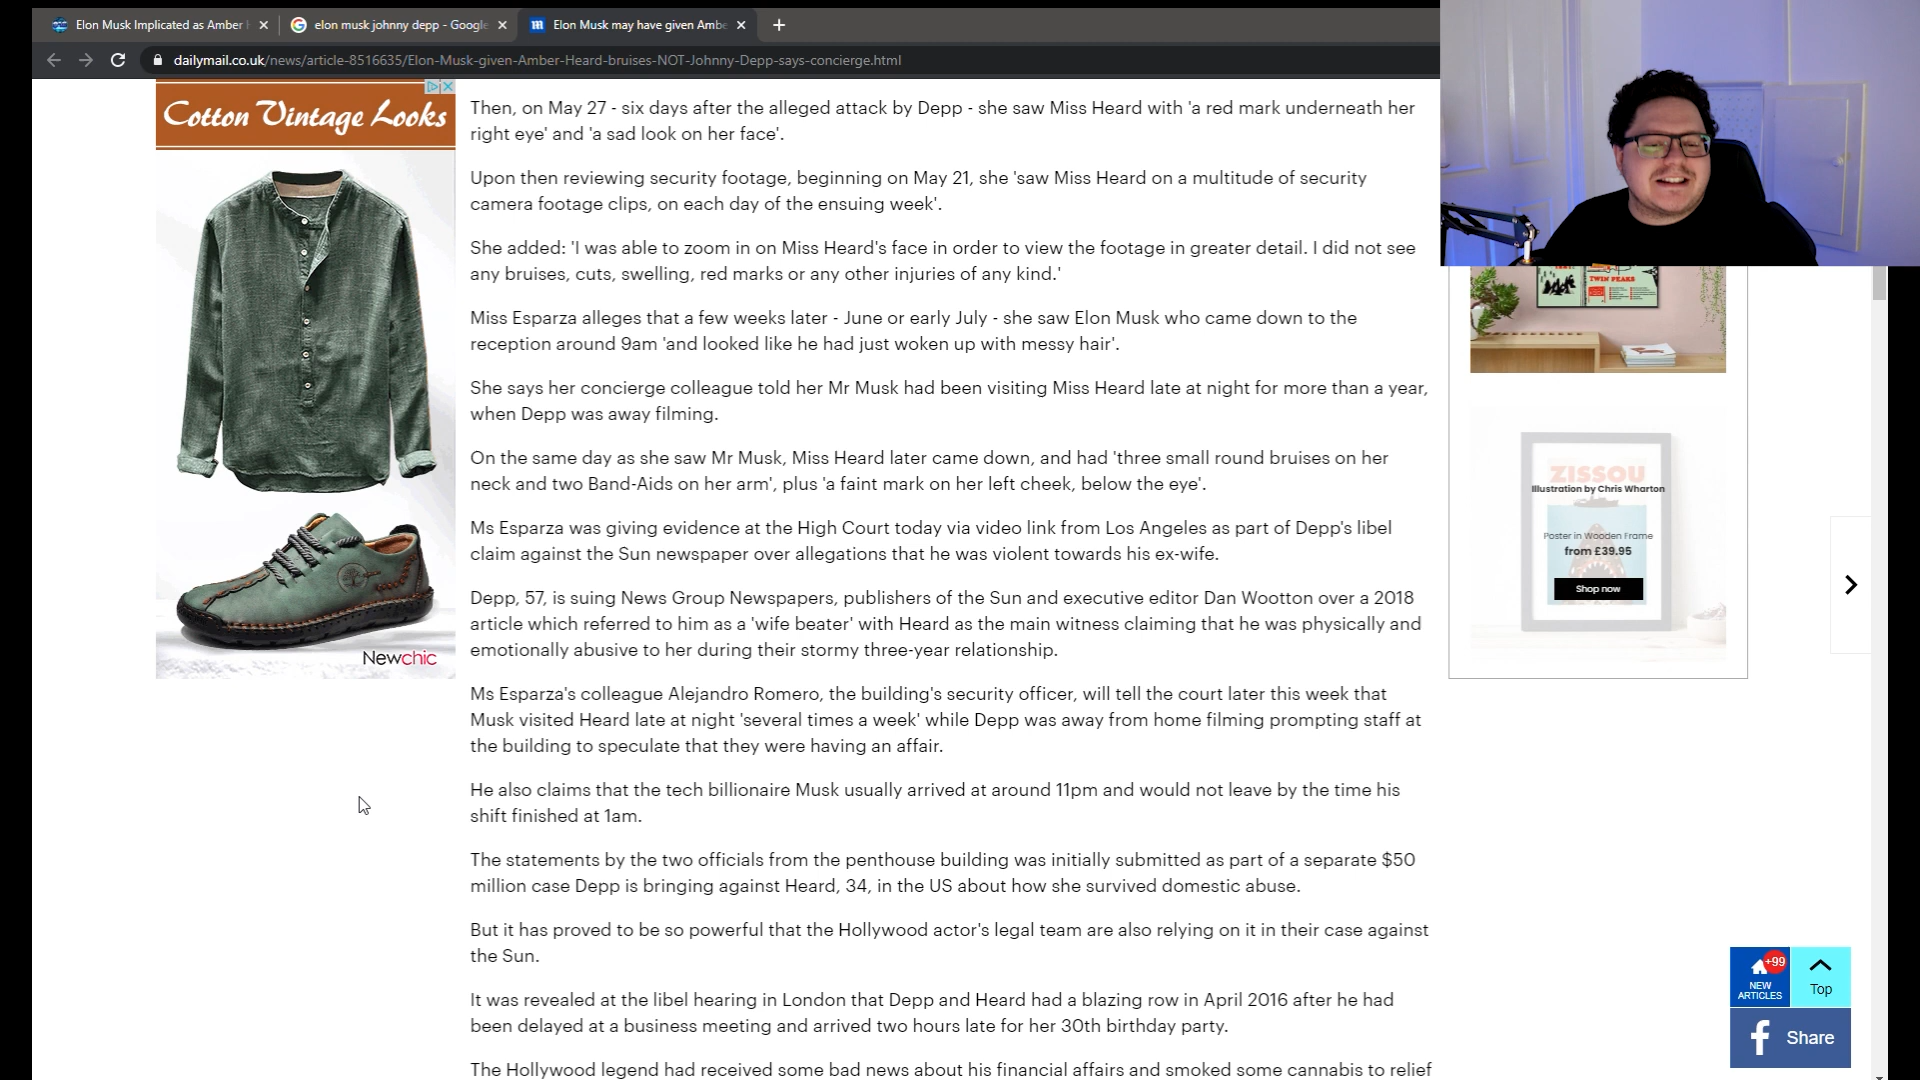 Elon Musk Implicated as Amber
elon musk johnny depp - Google
Elon Musk may have given Ambe
dailymail.co.uk/news/article-8516635/Elon-Musk-given-Amber-Heard-bruises-NOT-Johnny-Depp-says-concierge.html
Cotton Vintage Looks
Newchic
Then, on May 27 - six days after the alleged attack by Depp - she saw Miss Heard with 'a red mark underneath her
right eye' and 'a sad look on her face'.
Upon then reviewing security footage, beginning on May 21, she 'saw Miss Heard on a multitude of security
camera footage clips, on each day of the ensuing week'.
She added: 'I was able to zoom in on Miss Heard's face in order to view the footage in greater detail. I did not see
any bruises, cuts, swelling, red marks or any other injuries of any kind.'
Miss Esparza alleges that a few weeks later - June or early July - she saw Elon Musk who came down to the
reception around 9am 'and looked like he had just woken up with messy hair'.
She says her concierge colleague told her Mr Musk had been visiting Miss Heard late at night for more than a year,
when Depp was away filming.
On the same day as she saw Mr Musk, Miss Heard later came down, and had 'three small round bruises on her
neck and two Band-Aids on her arm', plus 'a faint mark on her left cheek, below the eye'.
Ms Esparza was giving evidence at the High Court today via video link from Los Angeles as part of Depp's libel
claim against the Sun newspaper over allegations that he was violent towards his ex-wife.
Depp, 57, is suing News Group Newspapers, publishers of the Sun and executive editor Dan Wootton over a 2018
article which referred to him as a 'wife beater' with Heard as the main witness claiming that he was physically and
emotionally abusive to her during their stormy three-year relationship.
Ms Esparza's colleague Alejandro Romero, the building's security officer, will tell the court later this week that
Musk visited Heard late at night 'several times a week' while Depp was away from home filming prompting staff at
the building to speculate that they were having an affair.
He also claims that the tech billionaire Musk usually arrived at around 11pm and would not leave by the time his
shift finished at 1am.
The statements by the two officials from the penthouse building was initially submitted as part of a separate $50
million case Depp is bringing against Heard, 34, in the US about how she survived domestic abuse.
But it has proved to be so powerful that the Hollywood actor's legal team are also relying on it in their case against
the Sun.
It was revealed at the libel hearing in London that Depp and Heard had a blazing row in April 2016 after he had
been delayed at a business meeting and arrived two hours late for her 30th birthday party.
The Hollywood legend had received some bad news about his financial affairs and smoked some cannabis to relief
TWIN PEAKS
ZISSOU
Illustration by Chris Wharton
Poster in Wooden Frame
from £39.95
Shop now
+99
NEW
ARTICLES
Top
Share